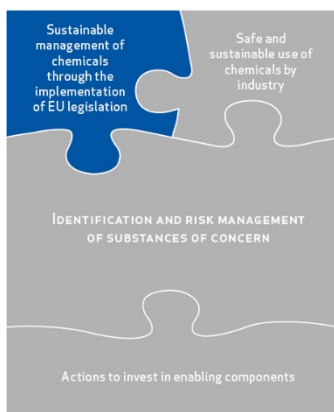 Sustainable
management of
chemicals
through the
implementation
of EU legislation
Safe and
sustainable use of
chemicals by
industry
IDENTIFICATION AND RISK MANAGEMENT
OF SUBSTANCES OF CONCERN
Actions to invest in enabling components